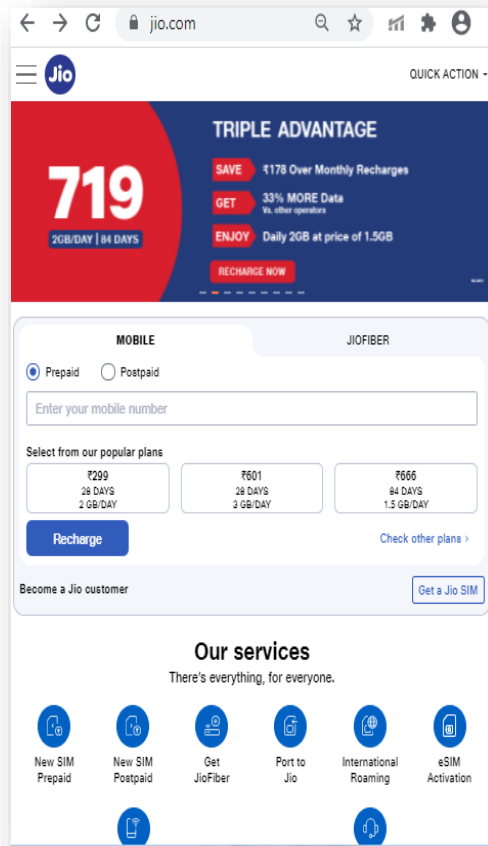 jio.com
Jio
QUICK ACTION
TRIPLE ADVANTAGE
719
2GB/DAY | 84 DAYS
SAVE ₹178 Over Monthly Recharges
GET 33% MORE Data
Vs. other operators
ENJOY Daily 2GB at price of 1.5GB
RECHARGE NOW
MOBILE JIOFIBER
Prepaid Postpaid
Enter your mobile number
Select from our popular plans
₹299 ₹601 ₹666
28 DAYS 28 DAYS 84 DAYS
2 GB/DAY 3 GB/DAY 1.5 GB/DAY
Recharge Check other plans >
Become a Jio customer Get a Jio SIM
Our services
There's everything, for everyone.
New SIM New SIM Get Port to International eSIM
Prepaid Postpaid JioFiber Jio Roaming Activation